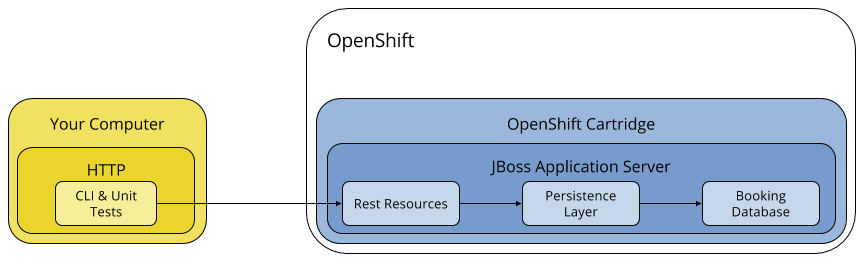 OpenShift
Your Computer
OpenShift Cartridge
HTTP
JBoss Application Server
CLI & Unit
Tests
Rest Resources
Persistence
Layer
Booking
Database